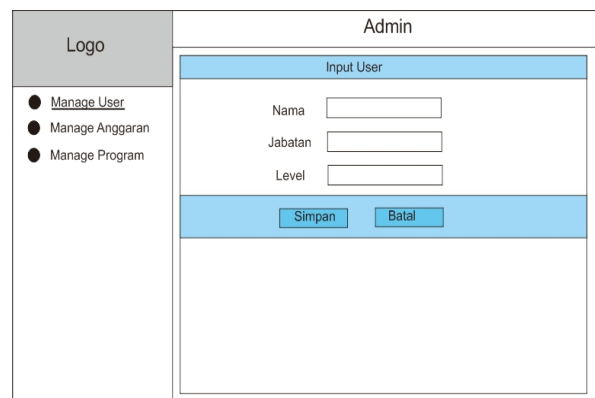 Logo
Admin
Manage User
Manage Anggaran
Manage Program
Input User
Nama
Jabatan
Level
Simpan
Batal